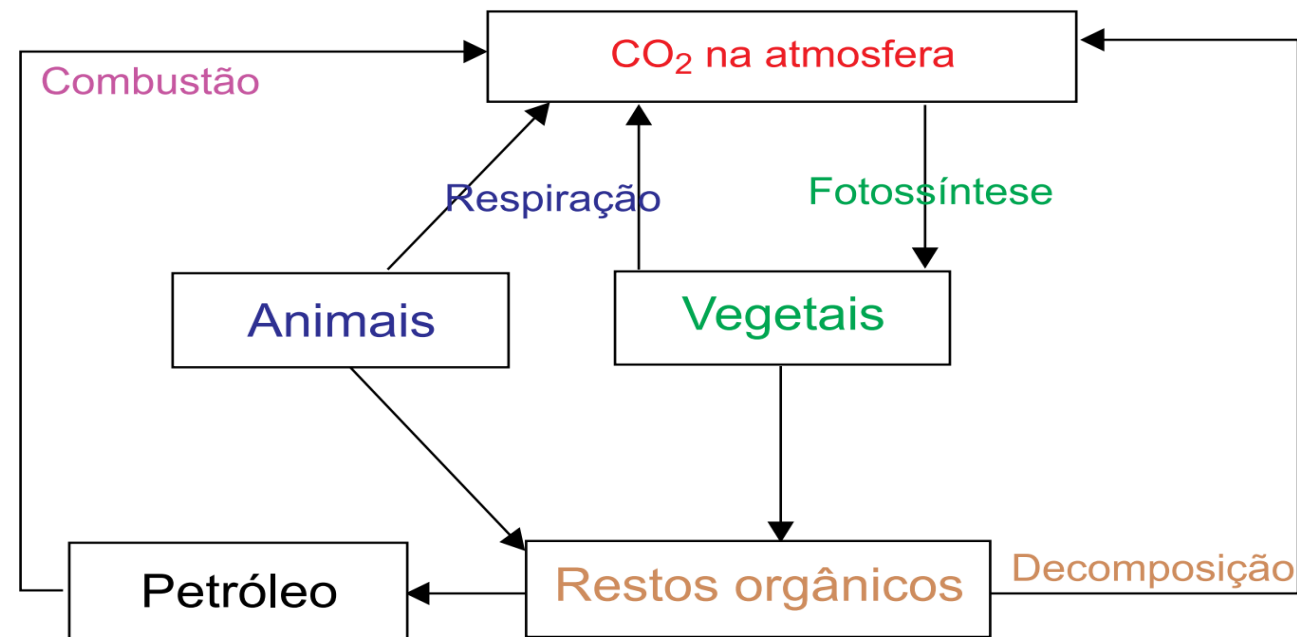 CO₂ na atmosfera
Combustão
Respiração
Fotossíntese
Animais
Vegetais
Petróleo
Restos orgânicos
Decomposição